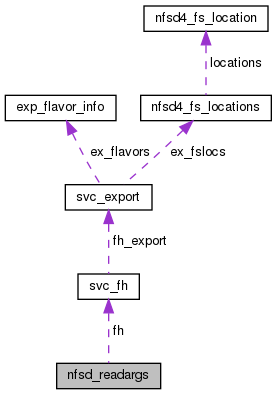 nfsd4_fs_location
locations
exp_flavor_info
nfsd4_fs_locations
ex_flavors
ex_fslocs
svc_export
fh_export
svc_fh
fh
nfsd_readargs